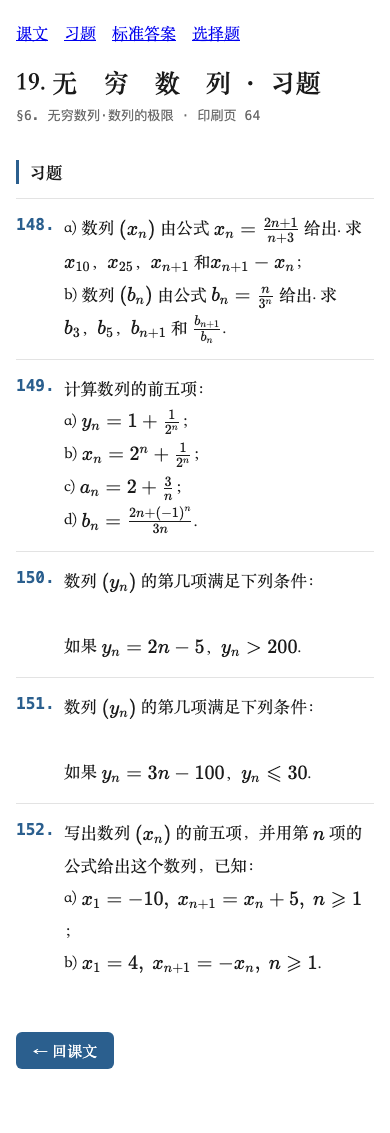 课文 习题 标准答案 选择题
19. 无 穷 数 列 · 习题
§6. 无穷数列·数列的极限 · 印刷页 64
习题
148. a) 数列 (xₙ) 由公式 xₙ = (2n+1)/(n+3) 给出. 求
x₁₀, x₂₅, xₙ₊₁ 和xₙ₊₁ − xₙ;
b) 数列 (bₙ) 由公式 bₙ = n/3ⁿ 给出. 求
b₃, b₅, bₙ₊₁ 和 bₙ₊₁/bₙ.
149. 计算数列的前五项:
a) yₙ = 1 + 1/2ⁿ;
b) xₙ = 2ⁿ + 1/2ⁿ;
c) aₙ = 2 + 3/n;
d) bₙ = (2n+(−1)ⁿ)/3n.
150. 数列 (yₙ) 的第几项满足下列条件:
如果 yₙ = 2n − 5, yₙ > 200.
151. 数列 (yₙ) 的第几项满足下列条件:
如果 yₙ = 3n − 100, yₙ ⩽ 30.
152. 写出数列 (xₙ) 的前五项, 并用第 n 项的
公式给出这个数列, 已知:
a) x₁ = −10, xₙ₊₁ = xₙ + 5, n ⩾ 1
;
b) x₁ = 4, xₙ₊₁ = −xₙ, n ⩾ 1.
← 回课文